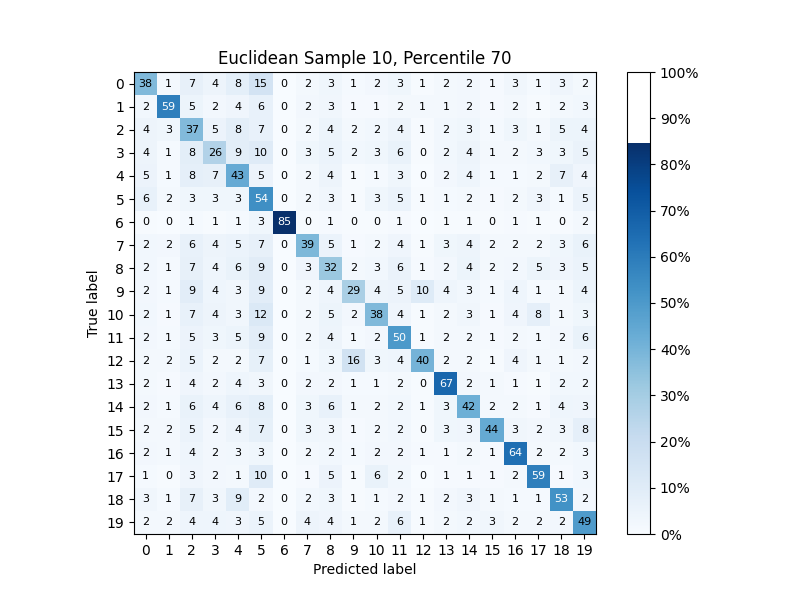 Euclidean Sample 10, Percentile 70
0 38 1 7 4 8 15 0 2 3 1 2 3 1 2 2 1 3 1 3 2
1 2 59 5 2 4 6 0 2 3 1 1 2 1 1 2 1 2 1 2 3
2 4 3 37 5 8 7 0 2 4 2 2 4 1 2 3 1 3 1 5 4
3 4 1 8 26 9 10 0 3 5 2 3 6 0 2 4 1 2 3 3 5
4 5 1 8 7 43 5 0 2 4 1 1 3 0 2 4 1 1 2 7 4
5 6 2 3 3 3 54 0 2 3 1 3 5 1 1 2 1 2 3 1 5
6 0 0 1 1 1 3 85 0 1 0 0 1 0 1 1 0 1 1 0 2
7 2 2 6 4 5 7 0 39 5 1 2 4 1 3 4 2 2 2 3 6
8 2 1 7 4 6 9 0 3 32 2 3 6 1 2 4 2 2 5 3 5
9 2 1 9 4 3 9 0 2 4 29 4 5 10 4 3 1 4 1 1 4
10 2 1 7 4 3 12 0 2 5 2 38 4 1 2 3 1 4 8 1 3
11 2 1 5 3 5 9 0 2 4 1 2 50 1 2 2 1 2 1 2 6
12 2 2 5 2 2 7 0 1 3 16 3 4 40 2 2 1 4 1 1 2
13 2 1 4 2 4 3 0 2 2 1 1 2 0 67 2 1 1 1 2 2
14 2 1 6 4 6 8 0 3 6 1 2 2 1 3 42 2 2 1 4 3
15 2 2 5 2 4 7 0 3 3 1 2 2 0 3 3 44 3 2 3 8
16 2 1 4 2 3 3 0 2 2 1 2 2 1 1 2 1 64 2 2 3
17 1 0 3 2 1 10 0 1 5 1 6 2 0 1 1 1 2 59 1 3
18 3 1 7 3 9 2 0 2 3 1 1 2 1 2 3 1 1 1 53 2
19 2 2 4 4 3 5 0 4 4 1 2 6 1 2 2 3 2 2 2 49
0 1 2 3 4 5 6 7 8 9 10 11 12 13 14 15 16 17 18 19
Predicted label
True label
100%
90%
80%
70%
60%
50%
40%
30%
20%
10%
0%